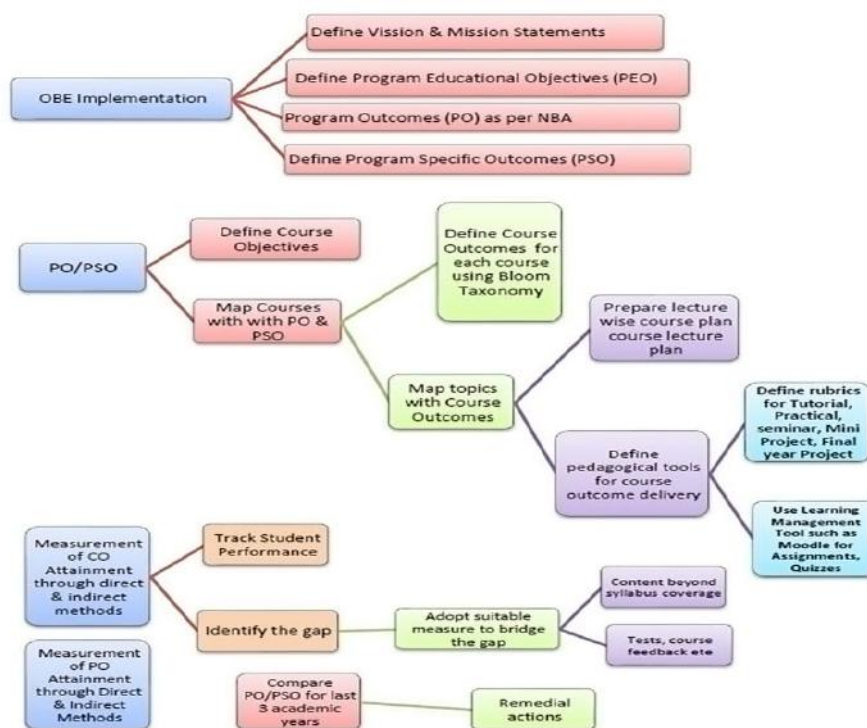 Define Vission & Mission Statements
OBE Implementation
Define Program Educational Objectives (PEO)
Program Outcomes (PO) as per NBA
Define Program Specific Outcomes (PSO)
PO/PSO
Define Course
Objectives
Map Courses
with with PO &
PSO
Define Course
Outcomes for
each course
using Bloom
Taxonomy
Map topics
with Course
Outcomes
Prepare lecture
wise course plan
course lecture
plan
Define
pedagogical tools
for course
outcome delivery
Define rubrics
for Tutorial,
Practical,
seminar, Mini
Project, Final
year Project
Use Learning
Management
Tool such as
Moodle for
Assignments,
Quizzes
Measurement
of CO
Attainment
through direct
& indirect
methods
Track Student
Performance
Identify the gap
Adopt suitable
measure to bridge
the gap
Content beyond
syllabus coverage
Tests, course
feedback ete
Measurement
of PO
Attainment
through Direct
& Indirect
Methods
Compare
PO/PSO for last
3 academic
years
Remedial
actions